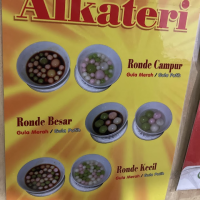 Alkateri
Ronde Campur
Gula Merah / Gula Putih
Ronde Besar
Gula Merah / Gula Putih
Ronde Kecil
Gula Merah / Gula Putih